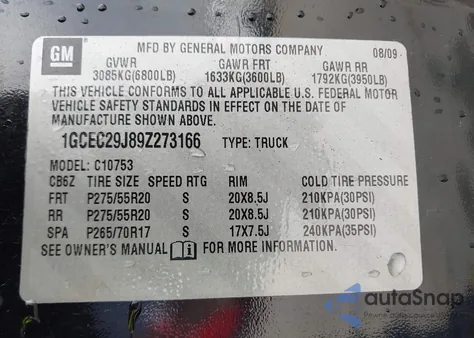 GM
MFD BY GENERAL MOTORS COMPANY 08/09
GVWR GAWR FRT GAWR RR
3085KG(6800LB) 1633KG(3600LB) 1792KG(3950LB)
THIS VEHICLE CONFORMS TO ALL APPLICABLE U.S. FEDERAL MOTOR
VEHICLE SAFETY STANDARDS IN EFFECT ON THE DATE OF
MANUFACTURE SHOWN ABOVE.
1GCEC29J89Z273166 TYPE: TRUCK
MODEL: C10753
CB6Z TIRE SIZE SPEED RTG RIM COLD TIRE PRESSURE
FRT P275/55R20 S 20X8.5J 210KPA(30PSI)
RR P275/55R20 S 20X8.5J 210KPA(30PSI)
SPA P265/70R17 S 17X7.5J 240KPA(35PSI)
SEE OWNER'S MANUAL i FOR MORE INFORMATION.
autoSnap
Powered by AutoBidMaster